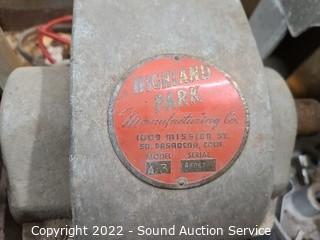 HIGHLAND
PARK
Manufacturing Co.
1009 MISSION ST.
SO. PASADENA, CALIF.
MODEL SERIAL
Copyright 2022 - Sound Auction Service